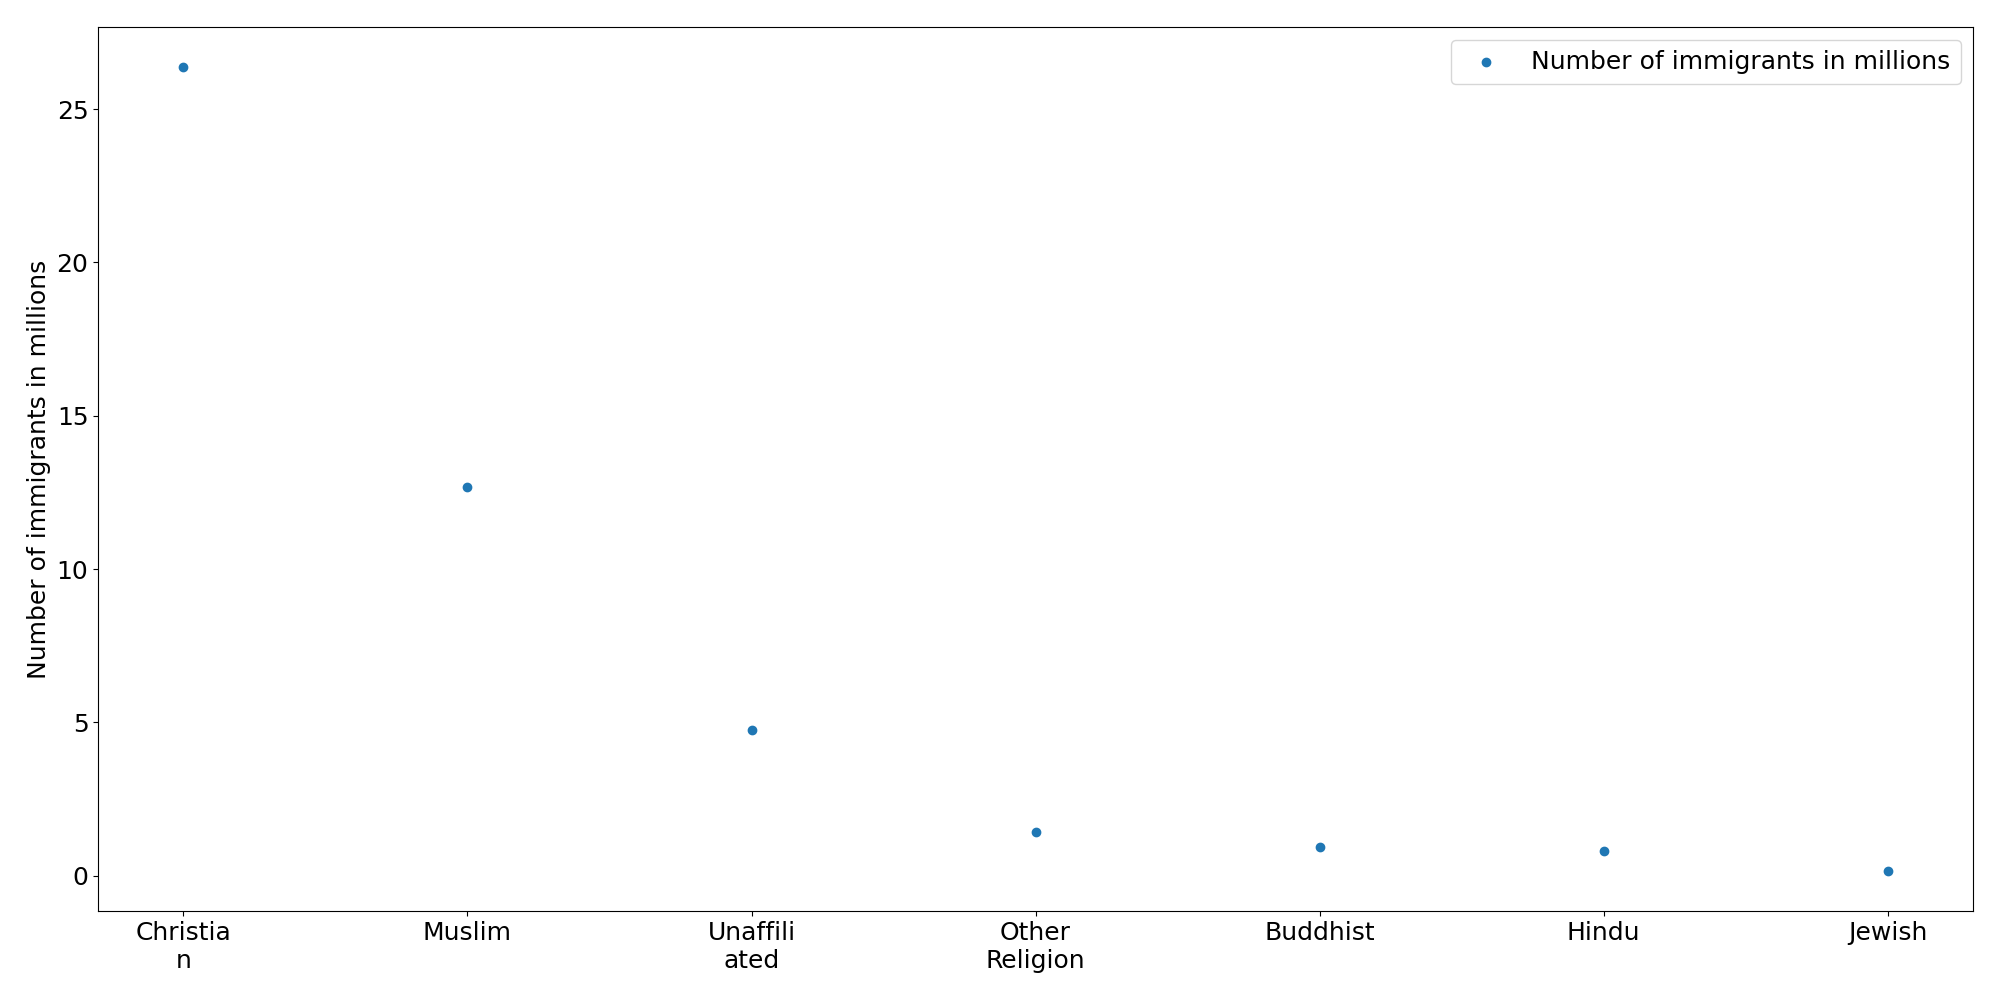 Number of immigrants in millions
Number of immigrants in millions
25
20
15
10
5
0
Christia
n
Muslim
Unaffili
ated
Other
Religion
Buddhist
Hindu
Jewish